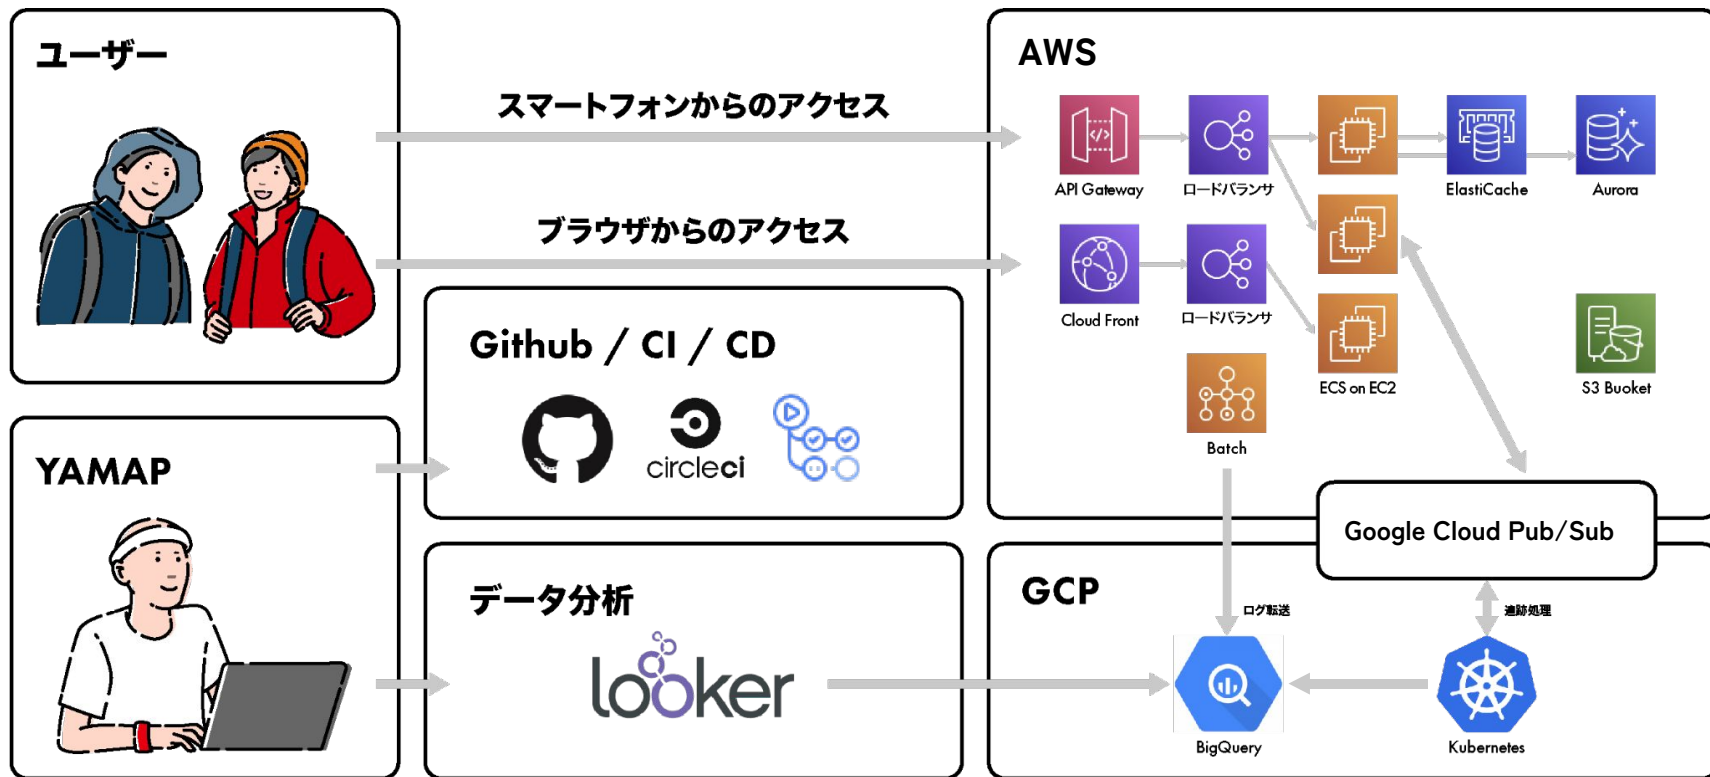 ユーザー
スマートフォンからのアクセス
ブラウザからのアクセス
AWS
API Gateway
ロードバランサ
ElastiCache
Aurora
Cloud Front
ロードバランサ
ECS on EC2
S3 Buoket
Batch
Github / CI / CD
circleci
YAMAP
データ分析
looker
Google Cloud Pub/Sub
GCP
ログ転送
追跡処理
BigQuery
Kubernetes